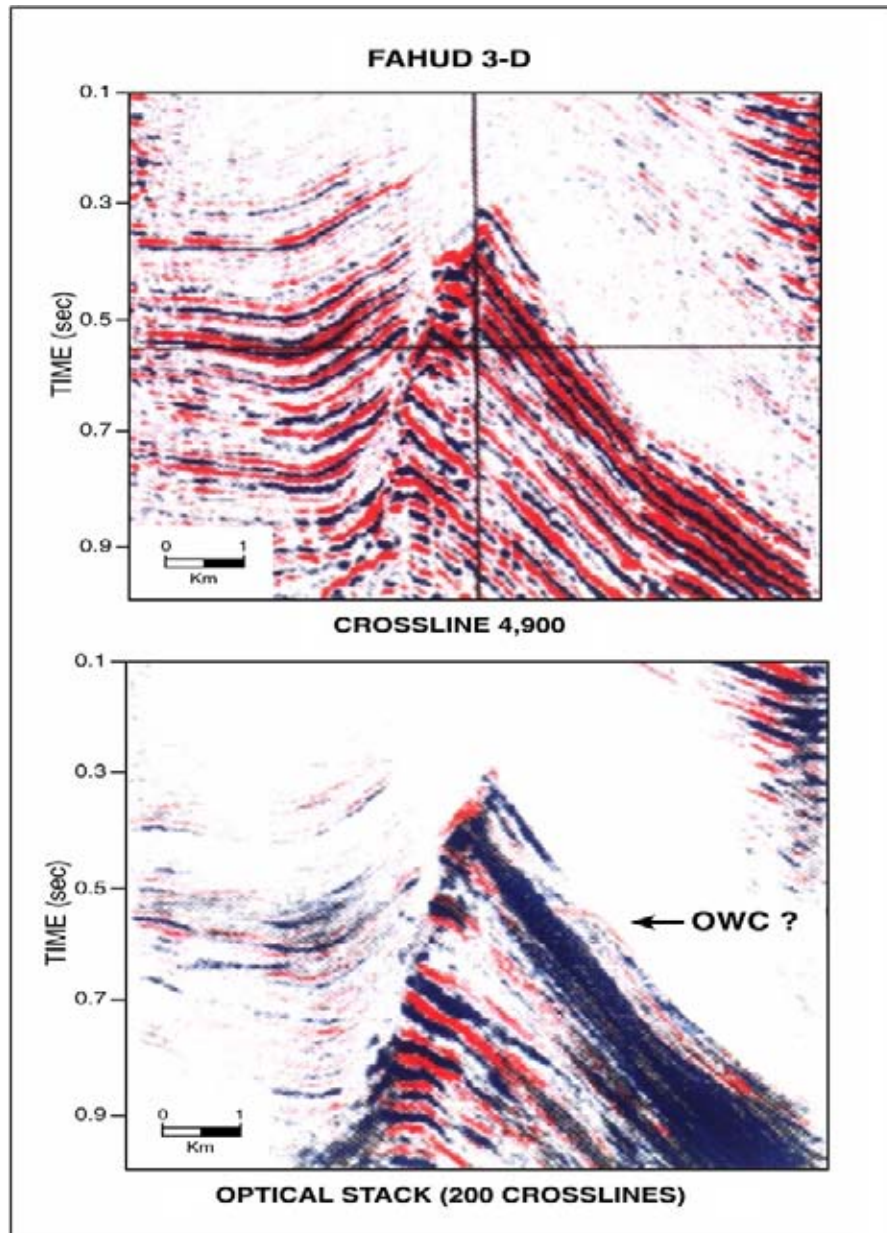 FAHUD 3-D
0.1
0.3
0.5
0.7
0.9
TIME (sec)
0 1
Km
CROSSLINE 4,900
0.1
0.3
0.5
0.7
0.9
TIME (sec)
OWC ?
0 1
Km
OPTICAL STACK (200 CROSSLINES)